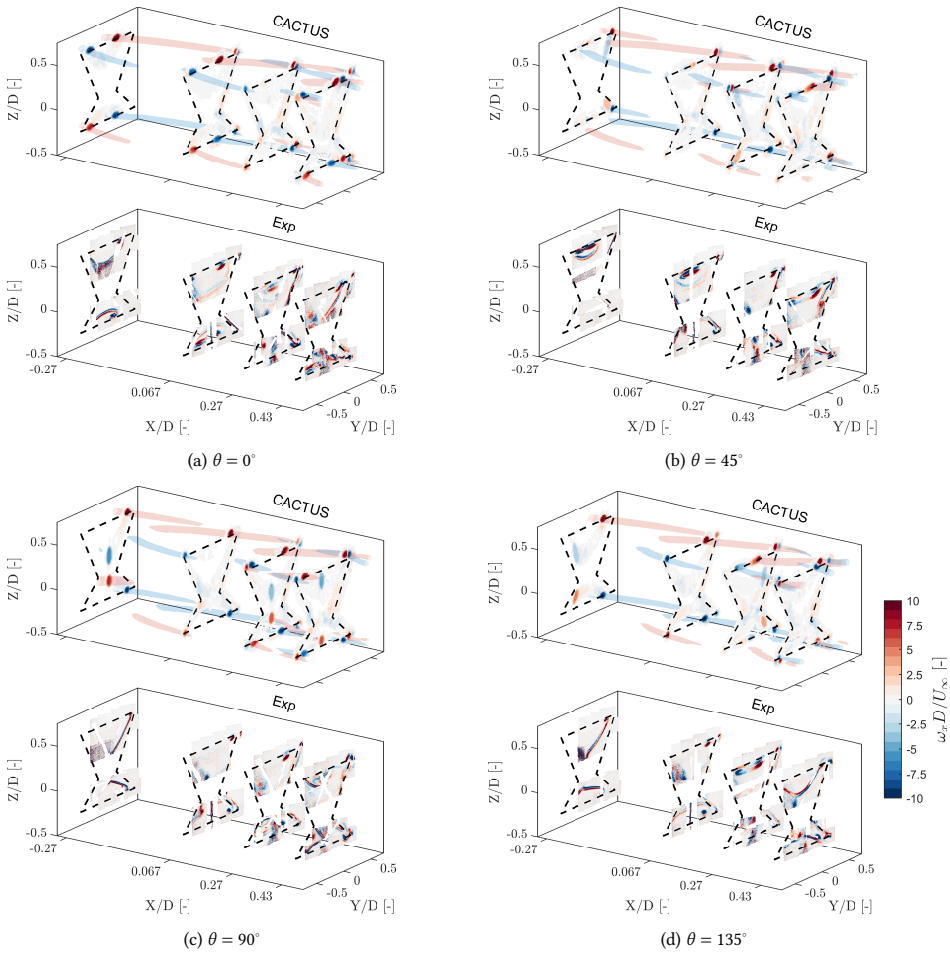 CACTUS
Z/D [-]
0.5
0
-0.5
Exp
Z/D [-]
0.5
0
-0.5
-0.27
0.067
0.27
0.43
X/D [-]
-0.5
0
0.5
Y/D [-]
(a) θ = 0°
CACTUS
Z/D [-]
0.5
0
-0.5
Exp
Z/D [-]
0.5
0
-0.5
-0.27
0.067
0.27
0.43
X/D [-]
-0.5
0
0.5
Y/D [-]
(b) θ = 45°
CACTUS
Z/D [-]
0.5
0
-0.5
Exp
Z/D [-]
0.5
0
-0.5
-0.27
0.067
0.27
0.43
X/D [-]
-0.5
0
0.5
Y/D [-]
(c) θ = 90°
CACTUS
Z/D [-]
0.5
0
-0.5
Exp
Z/D [-]
0.5
0
-0.5
-0.27
0.067
0.27
0.43
X/D [-]
-0.5
0
0.5
Y/D [-]
(d) θ = 135°
10
7.5
5
2.5
0
-2.5
-5
-7.5
-10
ωₓD/U∞ [-]